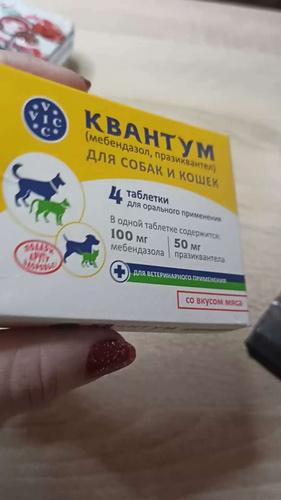 VIC
КВАНТУМ
(мебендазол, празиквантел)
ДЛЯ СОБАК И КОШЕК
4 таблетки
для орального применения
В одной таблетке содержится:
100 мг
мебендазола
50 мг
празиквантела
ДЛЯ ВЕТЕРИНАРНОГО ПРИМЕНЕНИЯ
со вкусом мяса